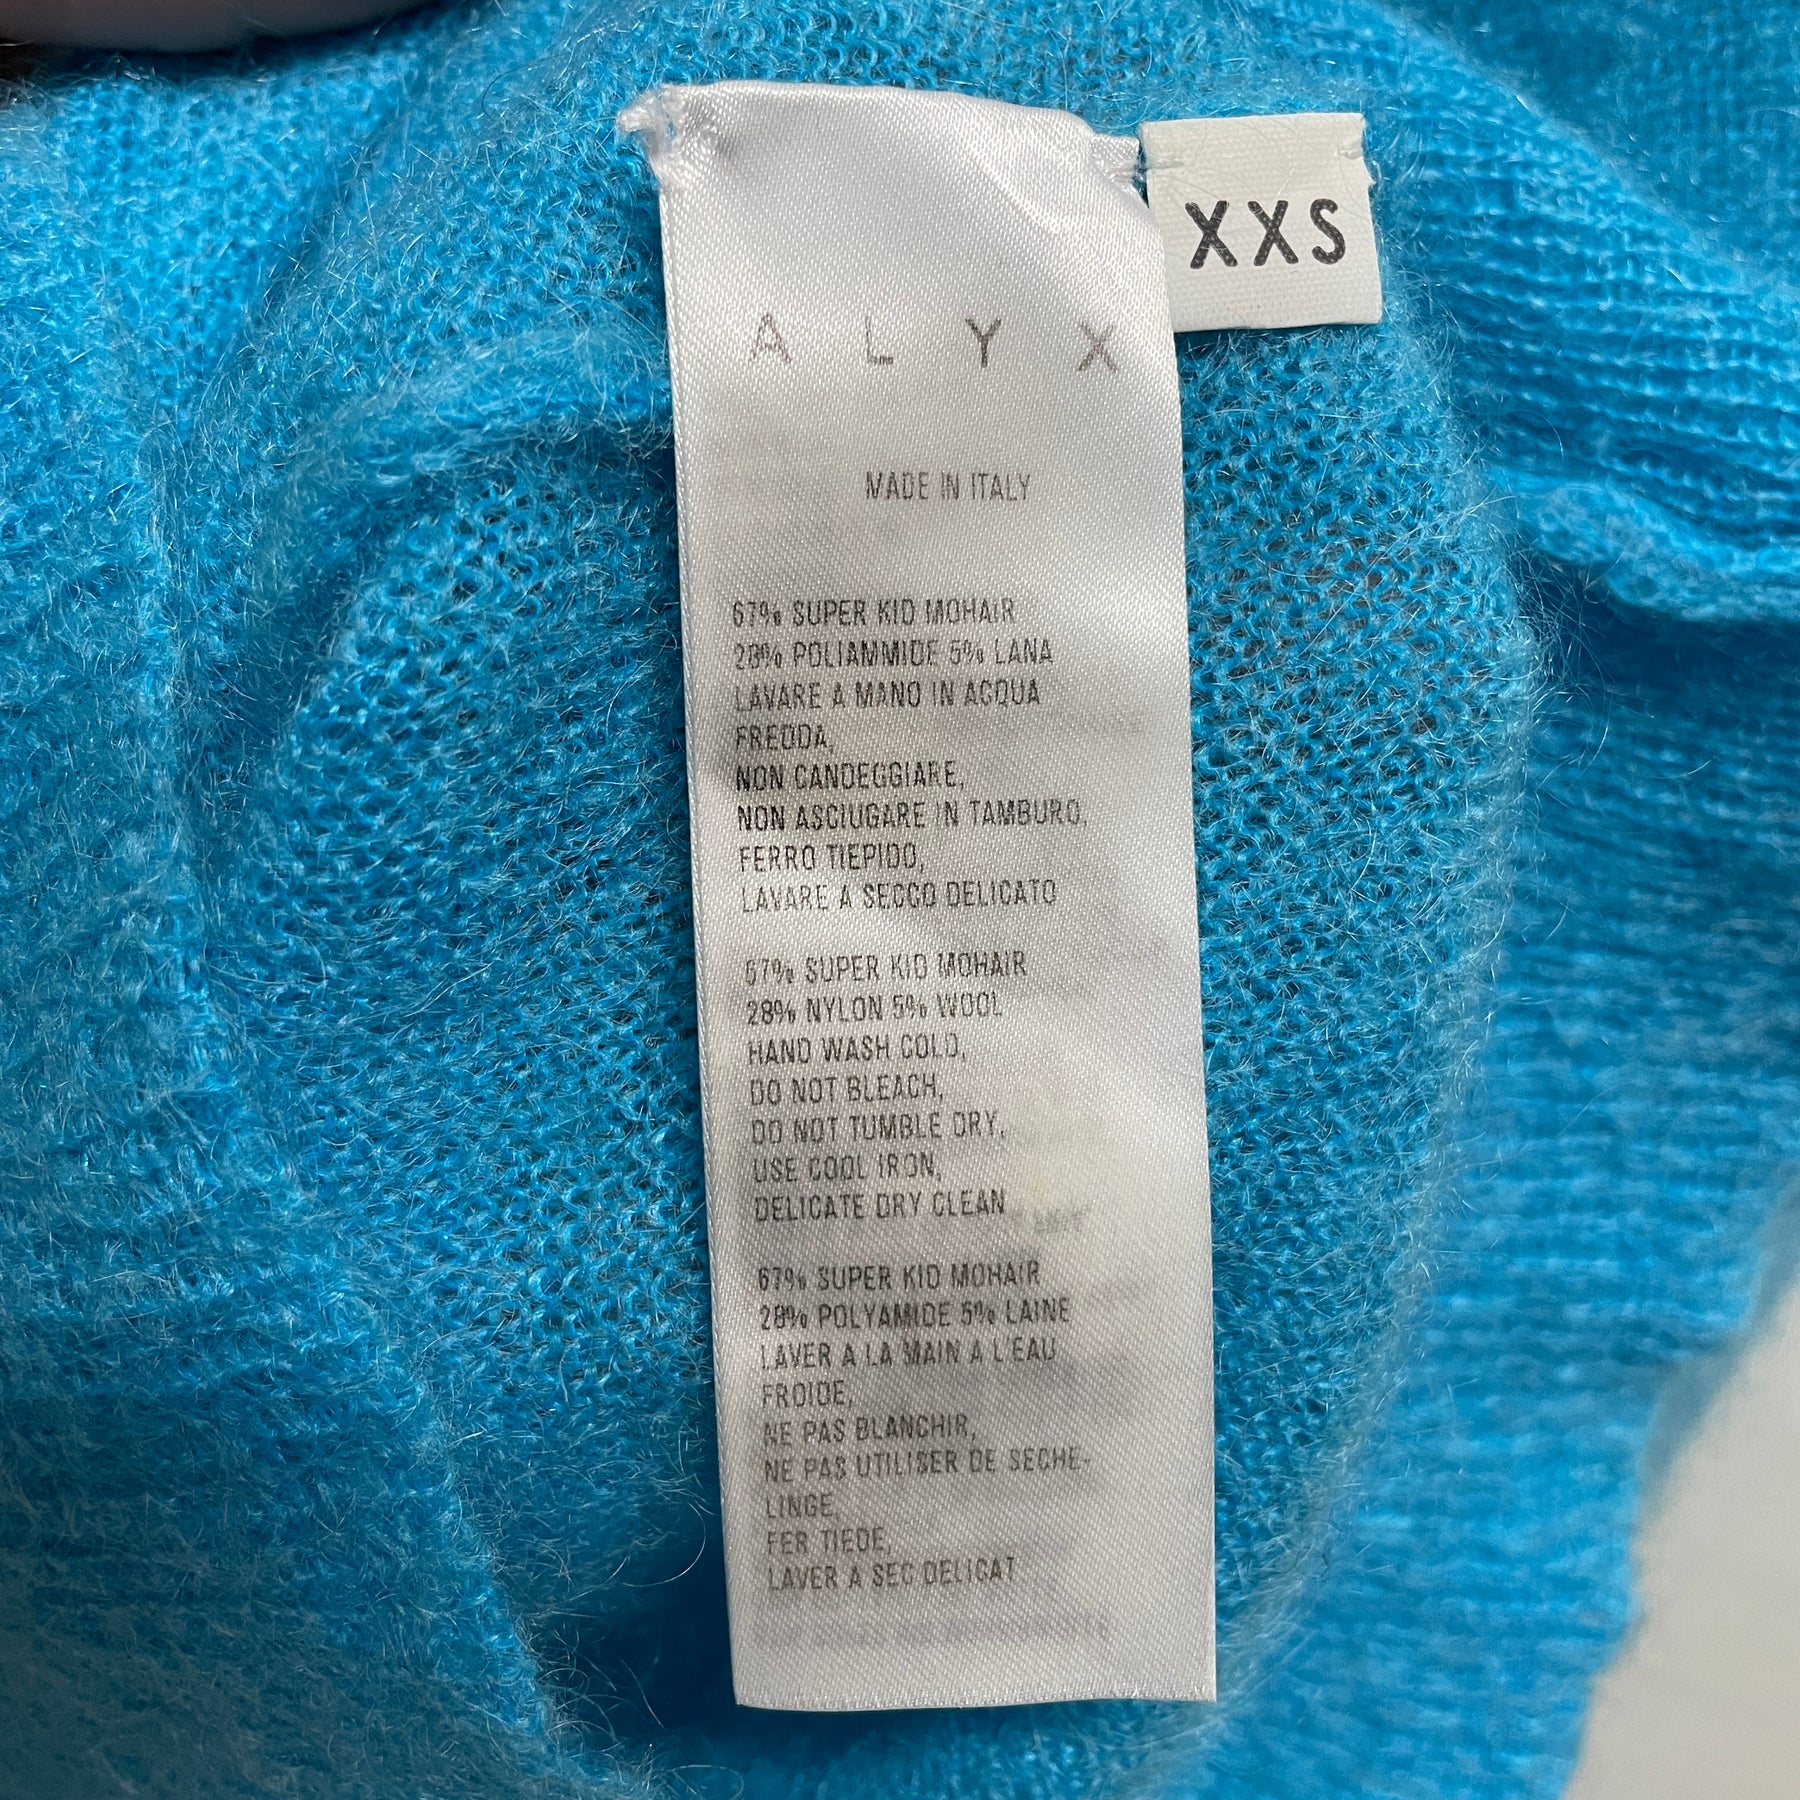 XXS
A L Y X
MADE IN ITALY
67% SUPER KID MOHAIR
28% POLIAMMIDE 5% LANA
LAVARE A MANO IN ACQUA
FREDDA,
NON CANDEGGIARE,
NON ASCIUGARE IN TAMBURO,
FERRO TIEPIDO,
LAVARE A SECCO DELICATO
67% SUPER KID MOHAIR
28% NYLON 5% WOOL
HAND WASH COLD,
DO NOT BLEACH,
DO NOT TUMBLE DRY,
USE COOL IRON,
DELICATE DRY CLEAN
67% SUPER KID MOHAIR
28% POLYAMIDE 5% LAINE
LAVER A LA MAIN A L'EAU
FROIDE,
NE PAS BLANCHIR,
NE PAS UTILISER DE SECHE-
LINGE,
FER TIEDE,
LAVER A SEC DELICAT